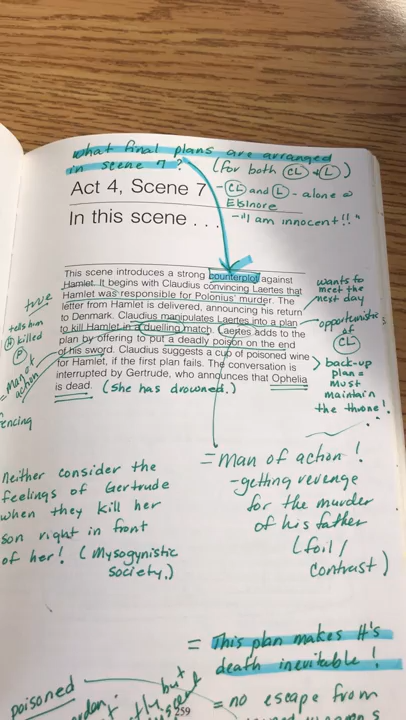 what final plans are arranged
in scene 7?
(for both CL + L)
Act 4, Scene 7
- CL and L - alone @
Elsinore
- "I am innocent!!"
In this scene . . .
This scene introduces a strong counterplot against
Hamlet. It begins with Claudius convincing Laertes that
Hamlet was responsible for Polonius' murder. The
letter from Hamlet is delivered, announcing his return
to Denmark. Claudius manipulates Laertes into a plan
to kill Hamlet in a duelling match. Laertes adds to the
plan by offering to put a deadly poison on the end
of his sword. Claudius suggests a cup of poisoned wine
for Hamlet, if the first plan fails. The conversation is
interrupted by Gertrude, who announces that Ophelia
is dead. (she has drowned.)
true
tells him
H killed
P
= man of
action
fencing
wants to
meet the
next day
opportunistic
of
CL
back-up
plan =
must
maintain
the throne!
= man of action!
- getting revenge
for the murder
of his father
(foil/
contrast)
Neither consider the
feelings of Gertrude
when they kill her
son right in front
of her! (Mysogynistic
society.)
= This plan makes H's
death inevitable!
= no escape from
poisoned
but
259